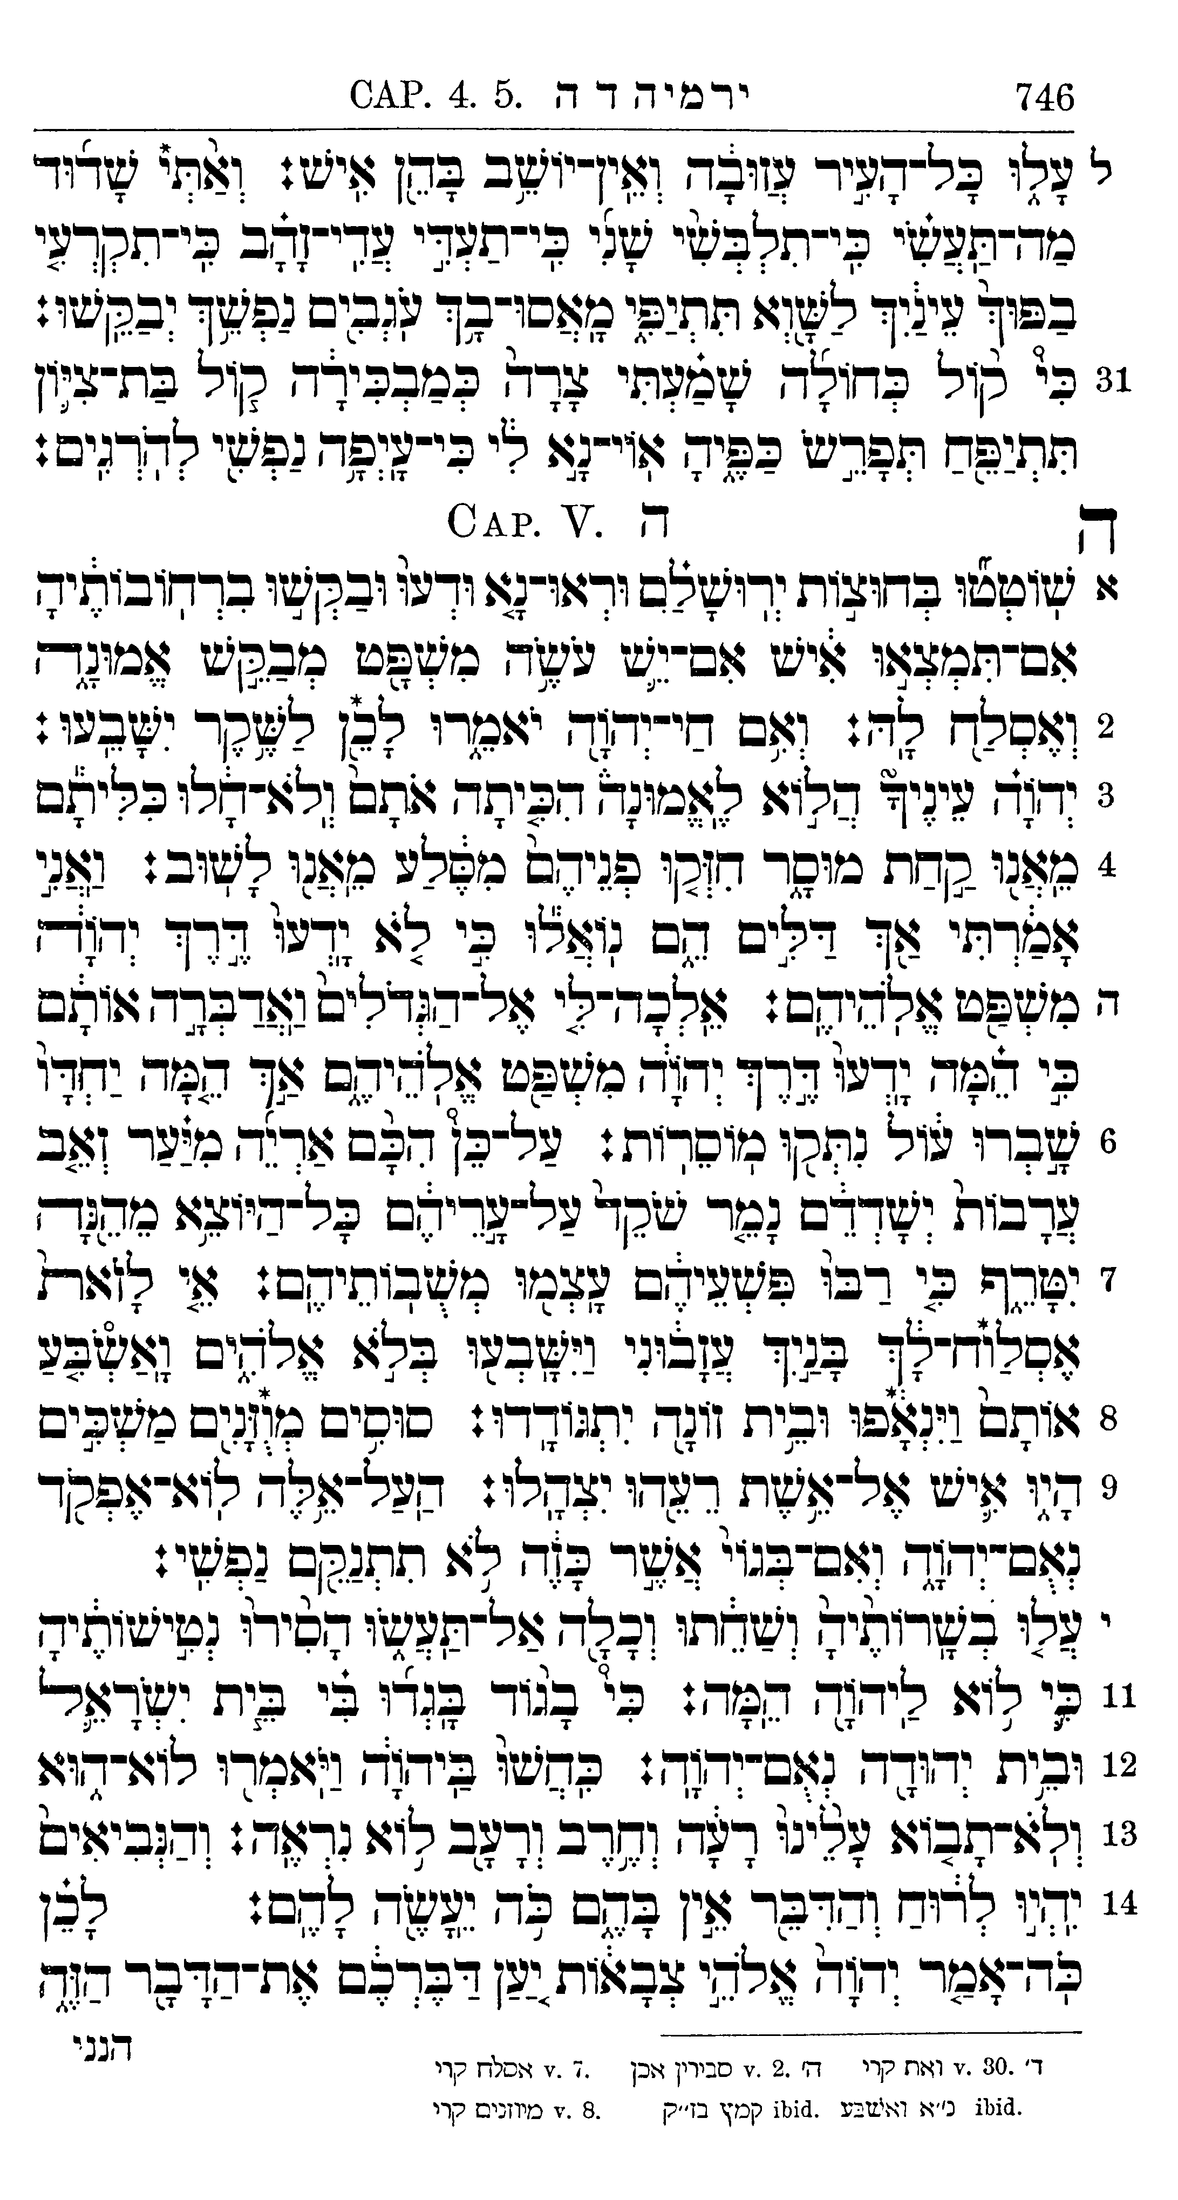 746 ירמיה ד ה CAP. 4. 5.
ל עָלוּ כָּל־הָעִיר עֲזוּבָה וְאֵין־יוֹשֵׁב בָּהֵן אִישׁ׃ וְאַתְּי* שָׁדוּד
מַה־תַּעֲשִׂי כִּי־תִלְבְּשִׁי שָׁנִי כִּי־תַעְדִּי עֲדִי־זָהָב כִּי־תִקְרְעִי
בַפּוּךְ עֵינַיִךְ לַשָּׁוְא תִּתְיַפִּי מָאֲסוּ־בָךְ עֹגְבִים נַפְשֵׁךְ יְבַקֵּשׁוּ׃
31 כִּי קוֹל כְּחוֹלָה שָׁמַעְתִּי צָרָה כְּמַבְכִּירָה קוֹל בַּת־צִיּוֹן
תִּתְיַפֵּחַ תְּפָרֵשׂ כַּפֶּיהָ אוֹי־נָא לִי כִּי־עָיְפָה נַפְשִׁי לְהֹרְגִים׃
ה CAP. V. ה
א שׁוֹטְטוּ בְּחוּצוֹת יְרוּשָׁלַ͏ִם וּרְאוּ־נָא וּדְעוּ וּבַקְשׁוּ בִרְחוֹבוֹתֶיהָ
אִם־תִּמְצְאוּ אִישׁ אִם־יֵשׁ עֹשֶׂה מִשְׁפָּט מְבַקֵּשׁ אֱמוּנָה
2 וְאֶסְלַח לָהּ׃ וְאִם חַי־יְהוָֹה יֹאמֵרוּ לָכֵן* לַשֶּׁקֶר יִשָּׁבֵעוּ׃
3 יְהוָֹה עֵינֶיךָ הֲלוֹא לֶאֱמוּנָה הִכִּיתָה אֹתָם וְלֹא־חָלוּ כִּלִּיתָם
4 מֵאֲנוּ קַחַת מוּסָר חִזְּקוּ פְנֵיהֶם מִסֶּלַע מֵאֲנוּ לָשׁוּב׃ וַאֲנִי
אָמַרְתִּי אַךְ דַּלִּים הֵם נוֹאֲלוּ כִּי לֹא יָדְעוּ דֶּרֶךְ יְהוָֹה
ה מִשְׁפַּט אֱלֹהֵיהֶם׃ אֵלְכָה־לִּי אֶל־הַגְּדֹלִים וַאֲדַבְּרָה אוֹתָם
כִּי הֵמָּה יָדְעוּ דֶּרֶךְ יְהוָֹה מִשְׁפַּט אֱלֹהֵיהֶם אַךְ הֵמָּה יַחְדָּו
6 שָׁבְרוּ עוֹל נִתְּקוּ מוֹסֵרוֹת׃ עַל־כֵּן הִכָּם אַרְיֵה מִיַּעַר זְאֵב
עֲרָבוֹת יְשָׁדְדֵם נָמֵר שֹׁקֵד עַל־עָרֵיהֶם כָּל־הַיּוֹצֵא מֵהֵנָּה
7 יִטָּרֵף כִּי רַבּוּ פִּשְׁעֵיהֶם עָצְמוּ מְשֻׁבוֹתֵיהֶם׃ אֵי לָזֹאת
אֶסְלוֹחַ*־לָךְ בָּנַיִךְ עֲזָבוּנִי וַיִּשָּׁבְעוּ בְּלֹא אֱלֹהִים וָאַשְׂבִּעַ
8 אוֹתָם וַיִּנְאָפוּ* וּבֵית זוֹנָה יִתְגּוֹדָדוּ׃ סוּסִים מְוֻזָּנִים* מַשְׁכִּים
9 הָיוּ אִישׁ אֶל־אֵשֶׁת רֵעֵהוּ יִצְהָלוּ׃ הַעַל־אֵלֶּה לוֹא־אֶפְקֹד
נְאֻם־יְהוָֹה וְאִם־בְּגוֹי אֲשֶׁר כָּזֶה לֹא תִתְנַקֵּם נַפְשִׁי׃
י עֲלוּ בְשָׁרוֹתֶיהָ וְשַׁחֵתוּ וְכָלָה אַל־תַּעֲשׂוּ הָסִירוּ נְטִישׁוֹתֶיהָ
11 כִּי לוֹא לַיהוָֹה הֵמָּה׃ כִּי בָגוֹד בָּגְדוּ בִּי בֵּית יִשְׂרָאֵל
12 וּבֵית יְהוּדָה נְאֻם־יְהוָֹה׃ כִּחֲשׁוּ בַּיהוָֹה וַיֹּאמְרוּ לוֹא־הוּא
13 וְלֹא־תָבוֹא עָלֵינוּ רָעָה וְחֶרֶב וְרָעָב לוֹא נִרְאֶה׃ וְהַנְּבִיאִים
14 יִהְיוּ לְרוּחַ וְהַדִּבֵּר אֵין בָּהֶם כֹּה יֵעָשֶׂה לָהֶם׃ לָכֵן
כֹּה־אָמַר יְהוָֹה אֱלֹהֵי צְבָאוֹת יַעַן דַּבֶּרְכֶם אֶת־הַדָּבָר הַזֶּה
הנני
ד' v. 30. ואת קרי ה' v. 2. סבירין אכן v. 7. אסלח קרי
ibid. נ״א ואשבע ibid. קמץ בז״ק v. 8. מיוזנים קרי